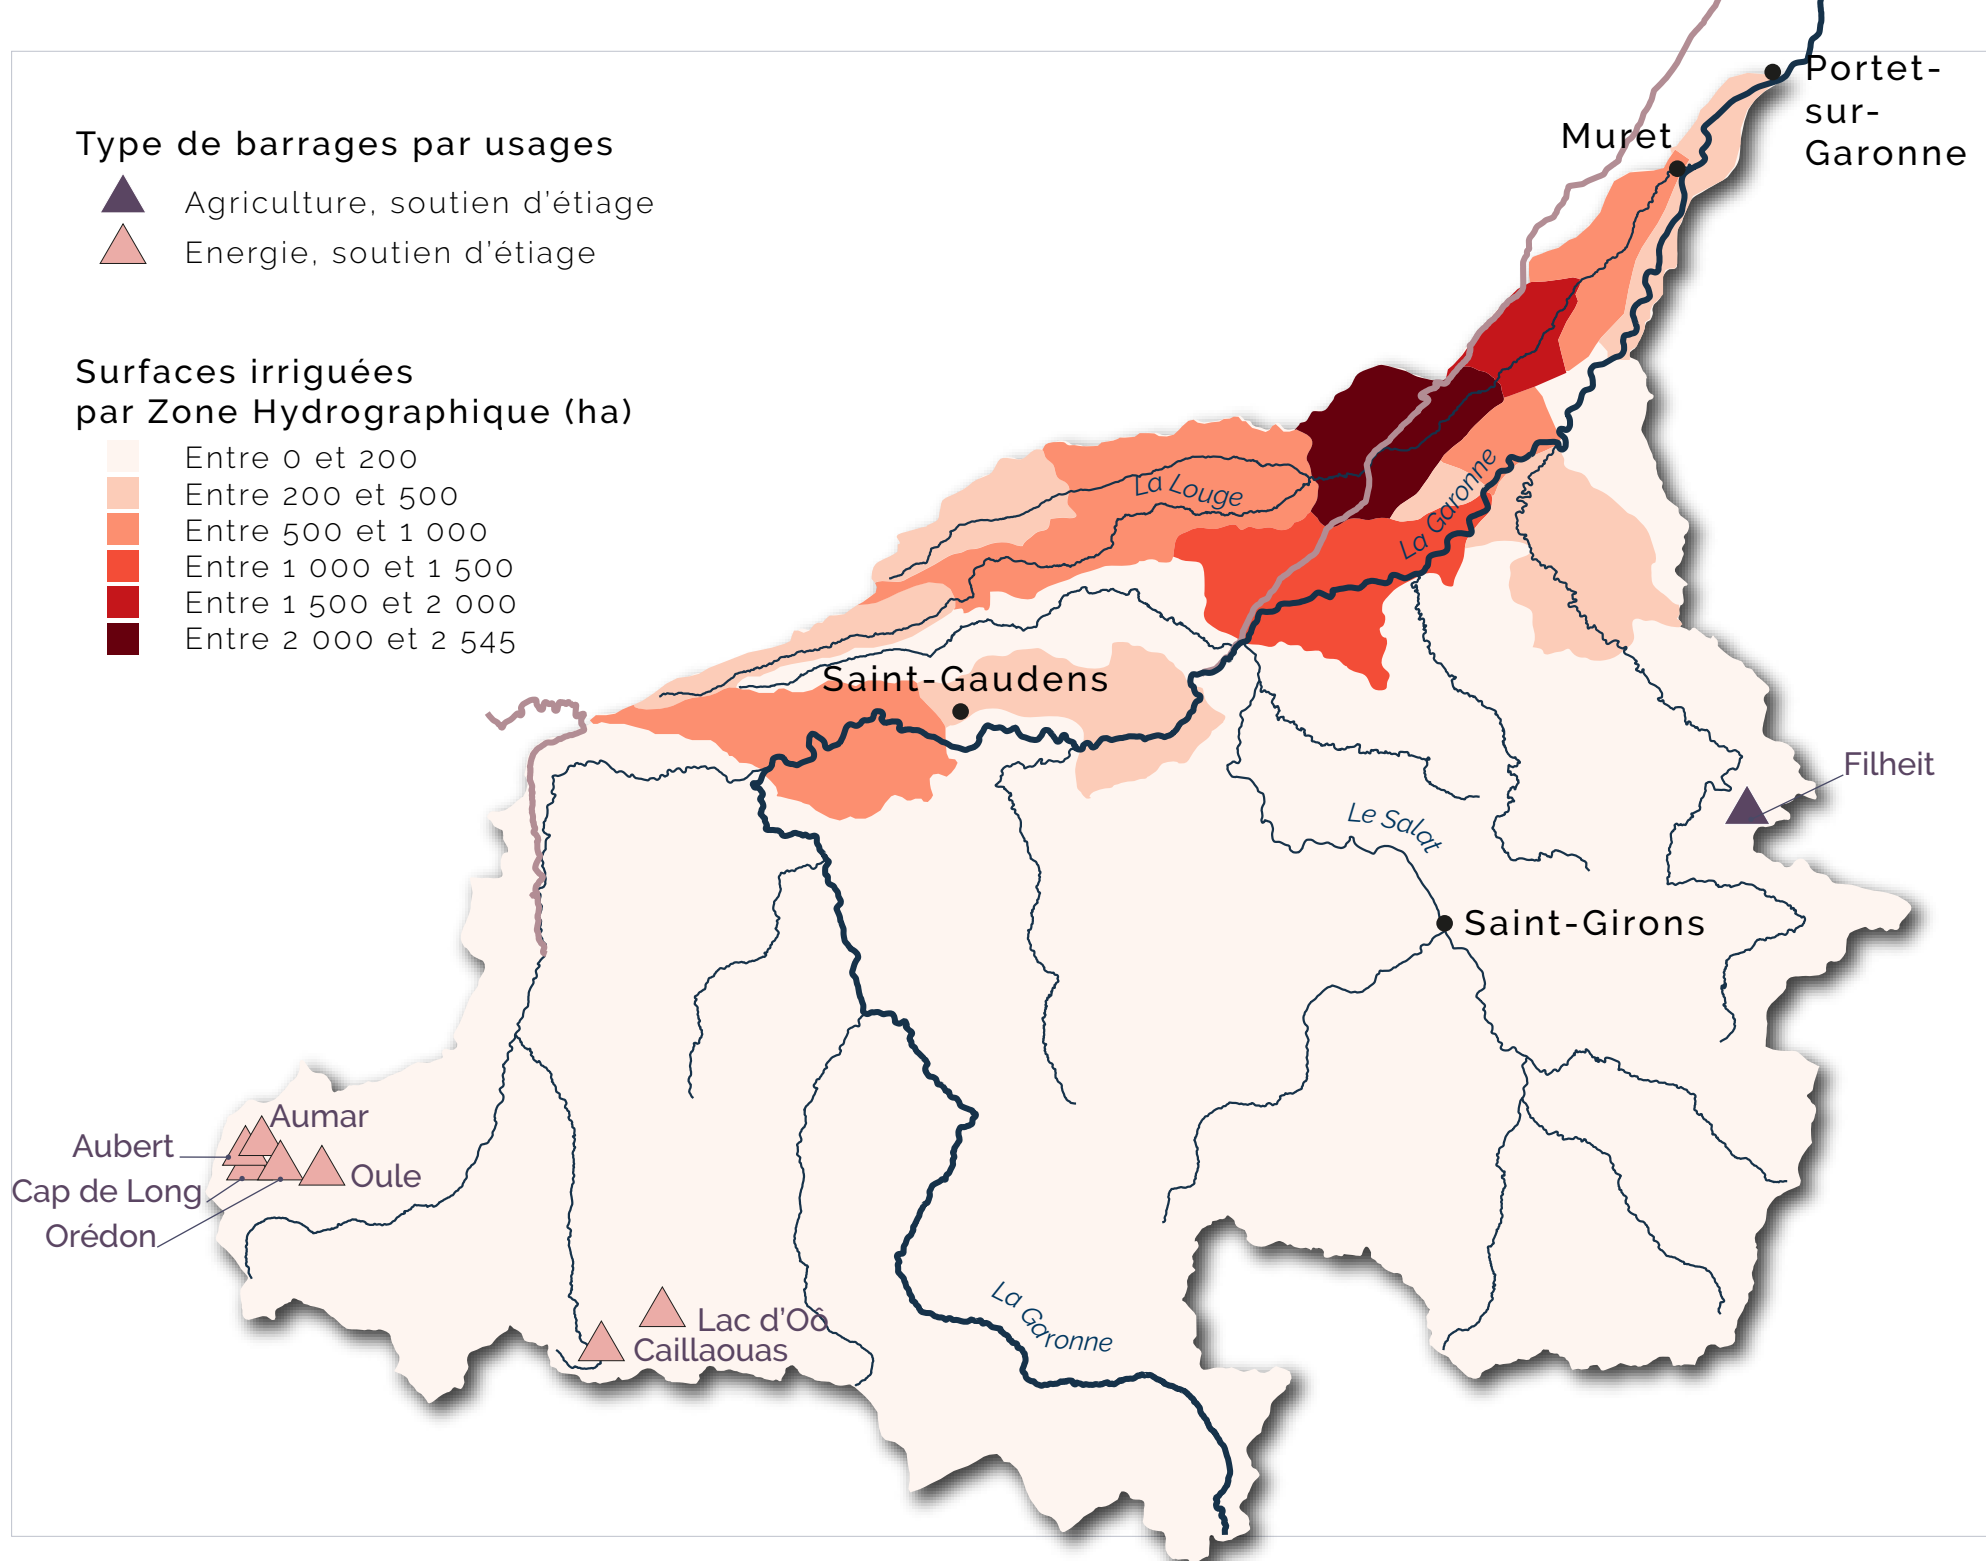 Portet-
sur-
Garonne
Muret
Type de barrages par usages
Agriculture, soutien d'étiage
Energie, soutien d'étiage
Surfaces irriguées
par Zone Hydrographique (ha)
Entre 0 et 200
Entre 200 et 500
Entre 500 et 1 000
Entre 1 000 et 1 500
Entre 1 500 et 2 000
Entre 2 000 et 2 545
La Louge
La Garonne
Saint-Gaudens
Filheit
Le Salat
Saint-Girons
Aumar
Aubert
Oule
Cap de Long
Orédon
La Garonne
Lac d'Oô
Caillaouas